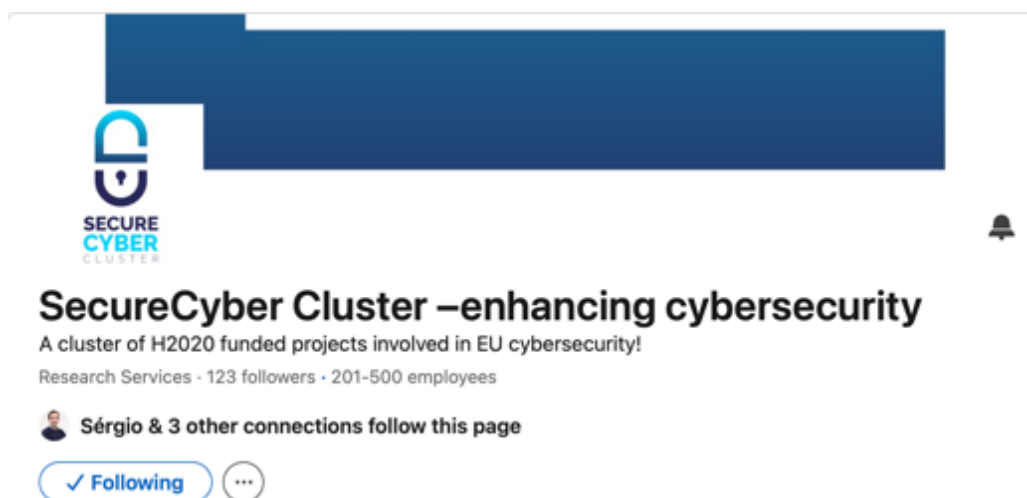 SECURE
CYBER
CLUSTER
SecureCyber Cluster –enhancing cybersecurity
A cluster of H2020 funded projects involved in EU cybersecurity!
Research Services · 123 followers · 201-500 employees
Sérgio & 3 other connections follow this page
✓ Following